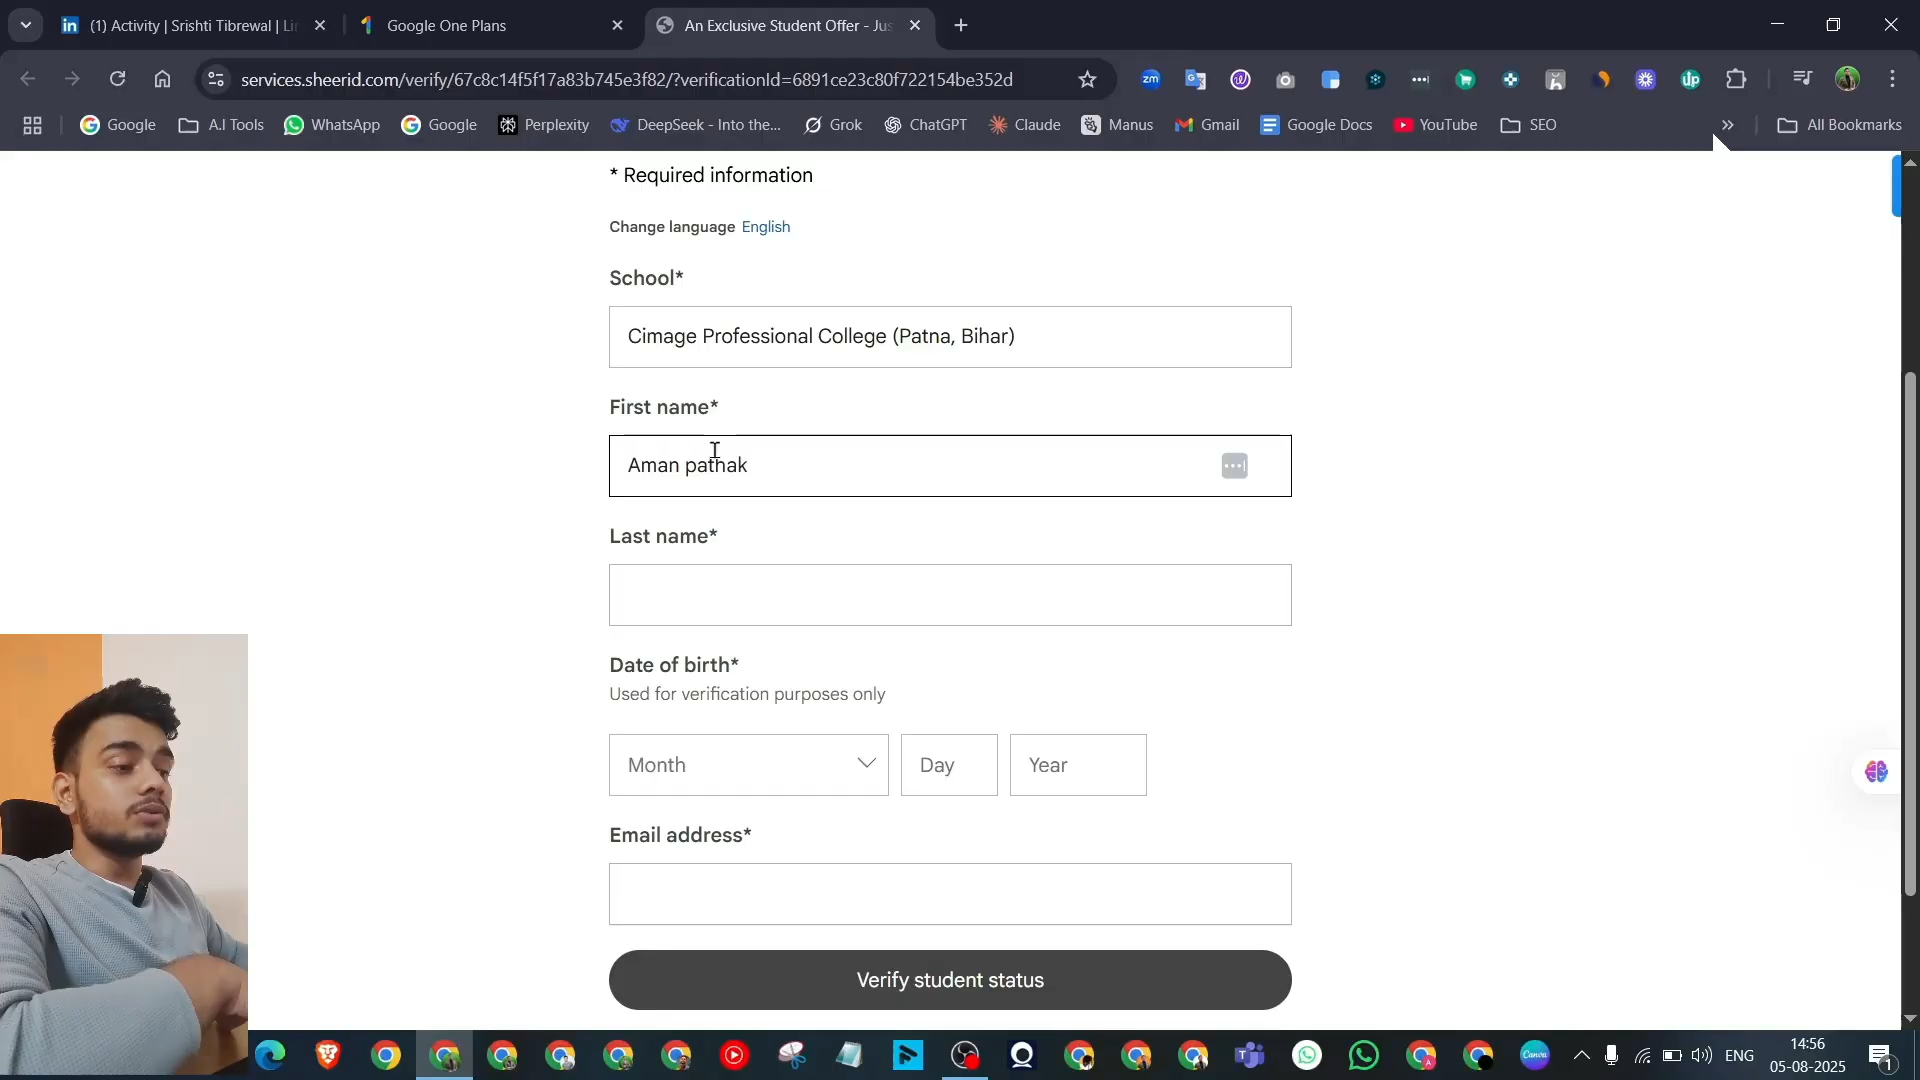 (1) Activity | Srishti Tibrewal | Li
Google One Plans
An Exclusive Student Offer - Jus
services.sheerid.com/verify/67c8c14f5f17a83b745e3f82/?verificationId=6891ce23c80f722154be352d
Google
A.I Tools
WhatsApp
Google
Perplexity
DeepSeek - Into the...
Grok
ChatGPT
Claude
Manus
Gmail
Google Docs
YouTube
SEO
All Bookmarks
* Required information
Change language English
School*
Cimage Professional College (Patna, Bihar)
First name*
Aman pathak
Last name*
Date of birth*
Used for verification purposes only
Month
Day
Year
Email address*
Verify student status
ENG
14:56
05-08-2025
1